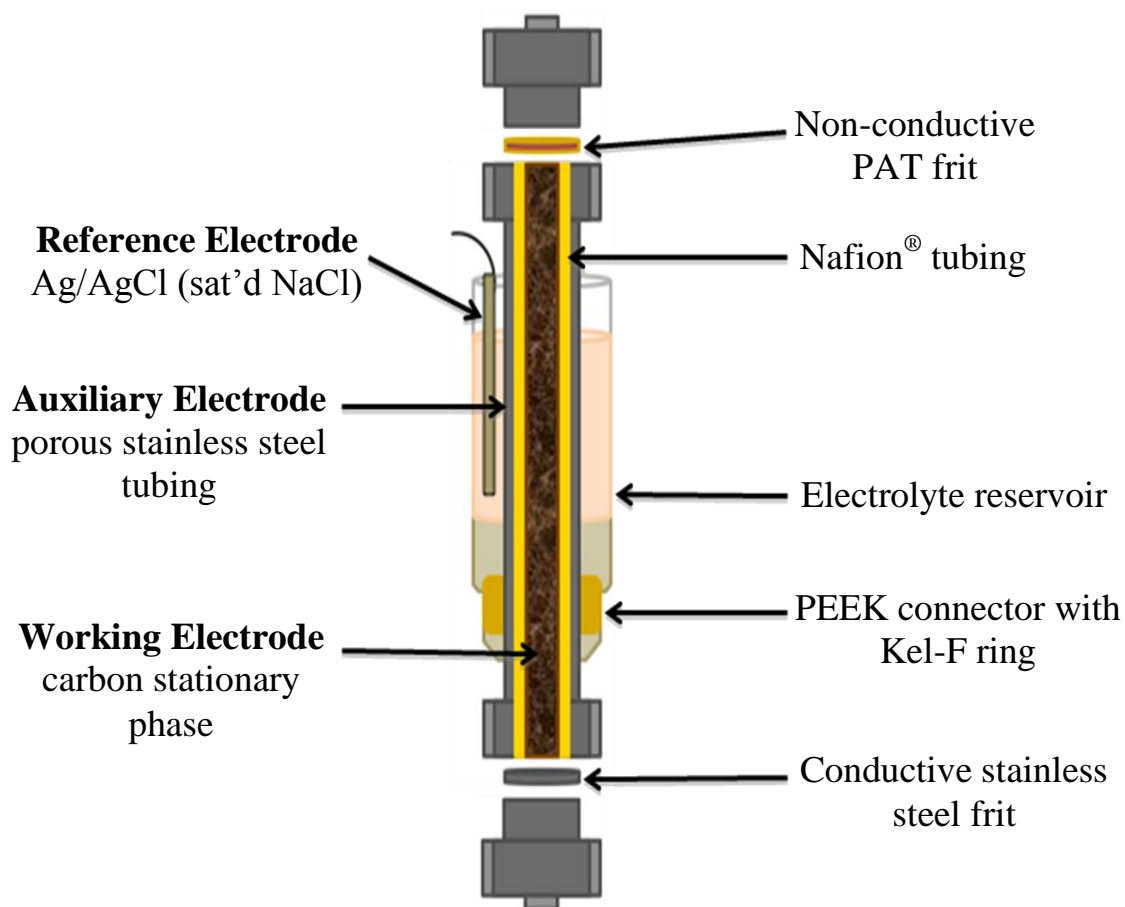 Non-conductive
PAT frit
Reference Electrode
Ag/AgCl (sat’d NaCl)
Nafion® tubing
Auxiliary Electrode
porous stainless steel
tubing
Electrolyte reservoir
Working Electrode
carbon stationary
phase
PEEK connector with
Kel-F ring
Conductive stainless
steel frit